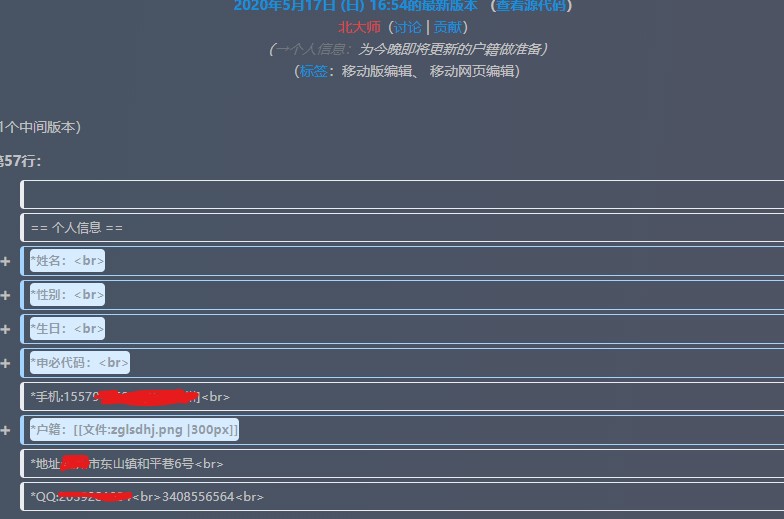 2020年5月17日 (日) 16:54的最新版本 (查看源代码)
北大师（讨论 | 贡献）
（→个人信息：为今晚即将更新的户籍做准备）
（标签：移动版编辑、 移动网页编辑）
1个中间版本）
第57行：
== 个人信息 ==
+ *姓名：<br>
+ *性别：<br>
+ *生日：<br>
+ *申必代码：<br>
*手机:15579 ]<br>
+ *户籍：[[文件:zglsdhj.png |300px]]
*地址 市东山镇和平巷6号<br>
*QQ: <br>3408556564<br>